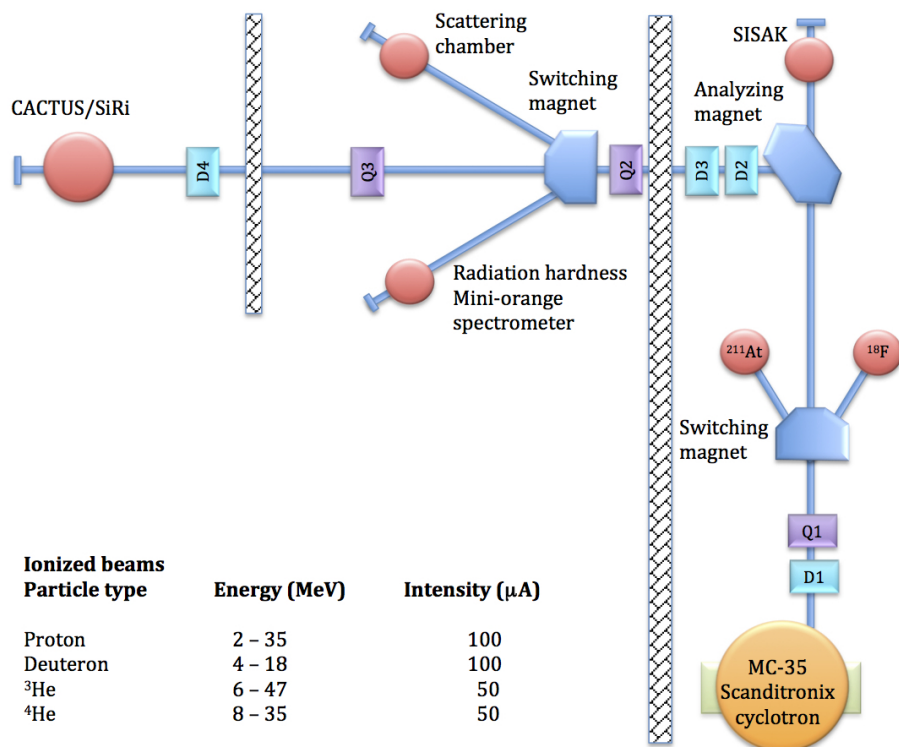 Scattering
chamber
SISAK
Switching
magnet
Analyzing
magnet
CACTUS/SiRi
D4
Q3
Q2
D3
D2
Radiation hardness
Mini-orange
spectrometer
²¹¹At
¹⁸F
Switching
magnet
Q1
D1
Ionized beams
Particle type Energy (MeV) Intensity (μA)
Proton 2 – 35 100
Deuteron 4 – 18 100
³He 6 – 47 50
⁴He 8 – 35 50
MC-35
Scanditronix
cyclotron